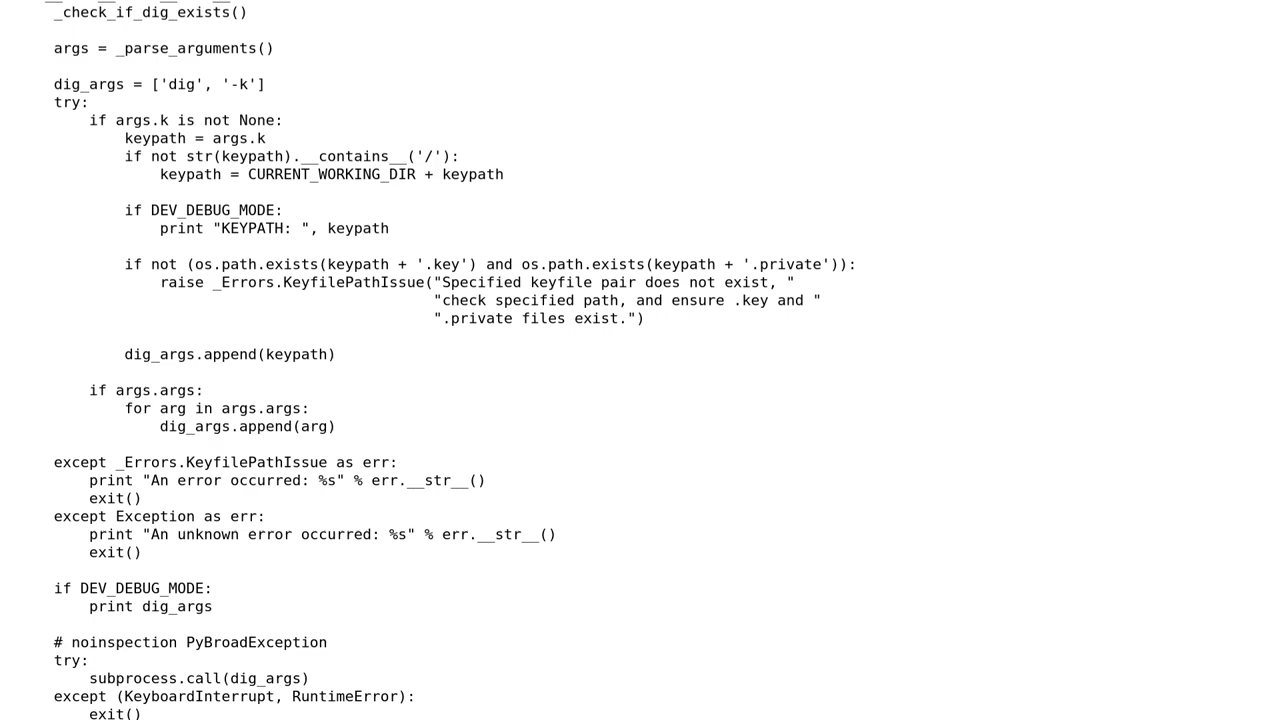 _check_if_dig_exists()
args = _parse_arguments()
dig_args = ['dig', '-k']
try:
if args.k is not None:
keypath = args.k
if not str(keypath).__contains__('/'):
keypath = CURRENT_WORKING_DIR + keypath
if DEV_DEBUG_MODE:
print "KEYPATH: ", keypath
if not (os.path.exists(keypath + '.key') and os.path.exists(keypath + '.private')):
raise _Errors.KeyfilePathIssue("Specified keyfile pair does not exist, "
"check specified path, and ensure .key and "
".private files exist.")
dig_args.append(keypath)
if args.args:
for arg in args.args:
dig_args.append(arg)
except _Errors.KeyfilePathIssue as err:
print "An error occurred: %s" % err.__str__()
exit()
except Exception as err:
print "An unknown error occurred: %s" % err.__str__()
exit()
if DEV_DEBUG_MODE:
print dig_args
# noinspection PyBroadException
try:
subprocess.call(dig_args)
except (KeyboardInterrupt, RuntimeError):
exit()